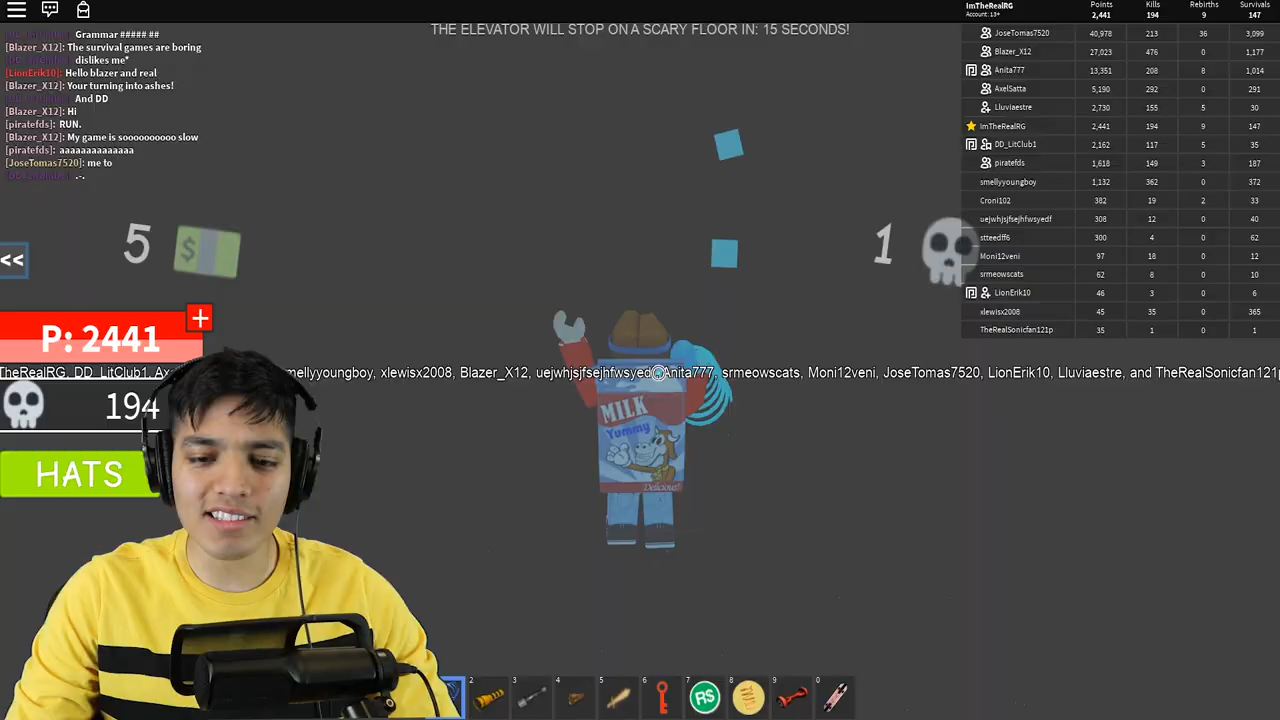 ImTheRealRG
Account: 13+
Points
2,441
Kills
194
Rebirths
9
Survivals
147
THE ELEVATOR WILL STOP ON A SCARY FLOOR IN: 15 SECONDS!
Grammar ##### ##
[Blazer_X12]: The survival games are boring
dislikes me*
[LionErik10]: Hello blazer and real
[Blazer_X12]: Your turning into ashes!
And DD
[Blazer_X12]: Hi
[piratefds]: RUN.
[Blazer_X12]: My game is soooooooooo slow
[piratefds]: aaaaaaaaaaaaa
[JoseTomas7520]: me to
.-.
JoseTomas7520 40,978 213 36 3,099
Blazer_X12 27,023 476 0 1,177
Anita777 13,351 208 8 1,014
AxelSatta 5,190 292 0 291
Lluviaestre 2,730 155 5 30
ImTheRealRG 2,441 194 9 147
DD_LitClub1 2,162 117 5 35
piratefds 1,618 149 3 187
smellyyoungboy 1,132 362 0 372
Croni102 382 19 2 33
uejwhjsjfsejhfwsyedf 308 12 0 40
stteedff6 300 4 0 62
Moni12veni 97 18 0 12
srmeowscats 62 8 0 10
LionErik10 46 3 0 6
xlewisx2008 45 35 0 365
TheRealSonicfan121p 35 1 0 1
5
$
1
<<
+
P: 2441
TheRealRG, DD_LitClub1, smellyyoungboy, xlewisx2008, Blazer_X12, Anita777, srmeowscats, Moni12veni, JoseTomas7520, LionErik10, Lluviaestre, and TheRealSonicfan121p
194
HATS
MILK
Yummy
Delicious!
2 3 4 5 6 7 8 9 0
R$